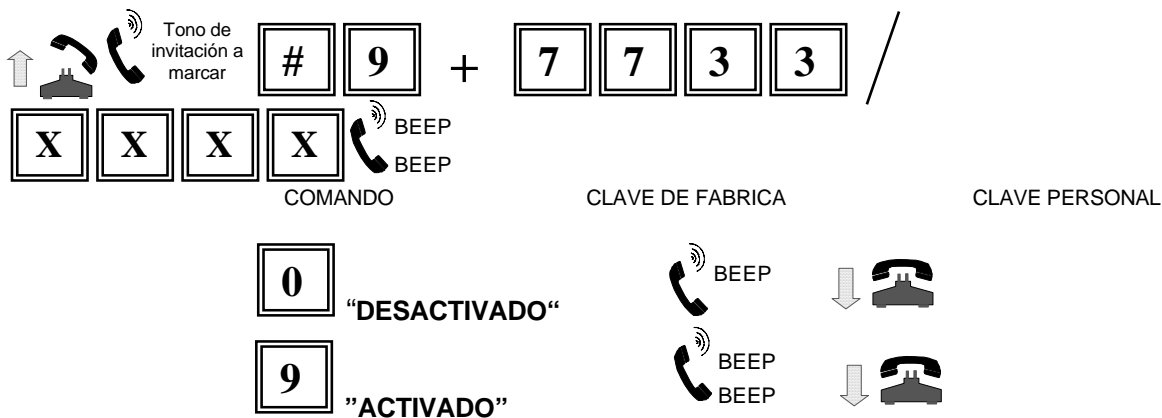 Tono de
invitación a
marcar
# 9 + 7 7 3 3 /
X X X X BEEP
BEEP
COMANDO CLAVE DE FABRICA CLAVE PERSONAL
0 “DESACTIVADO“ BEEP
9 ”ACTIVADO” BEEP
BEEP